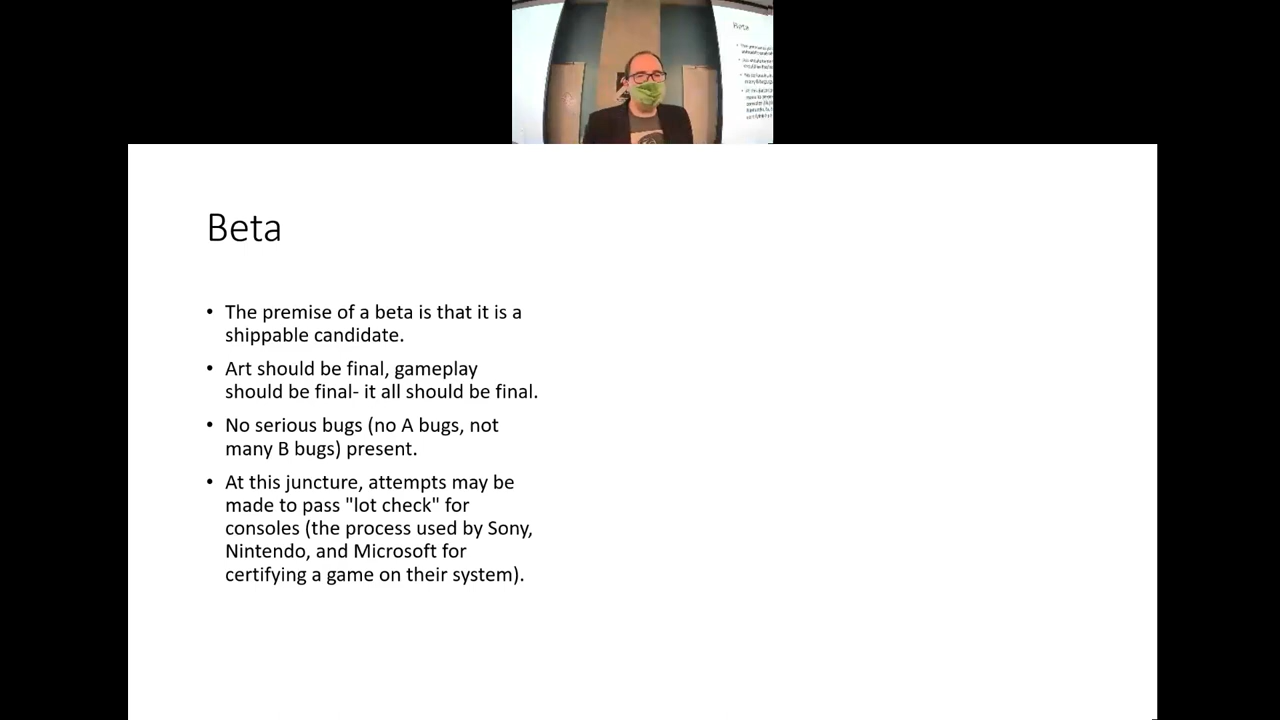 Beta
Beta
• The premise of a beta is that it is a
shippable candidate.
• Art should be final, gameplay
should be final- it all should be final.
• No serious bugs (no A bugs, not
many B bugs) present.
• At this juncture, attempts may be
made to pass "lot check" for
consoles (the process used by Sony,
Nintendo, and Microsoft for
certifying a game on their system).